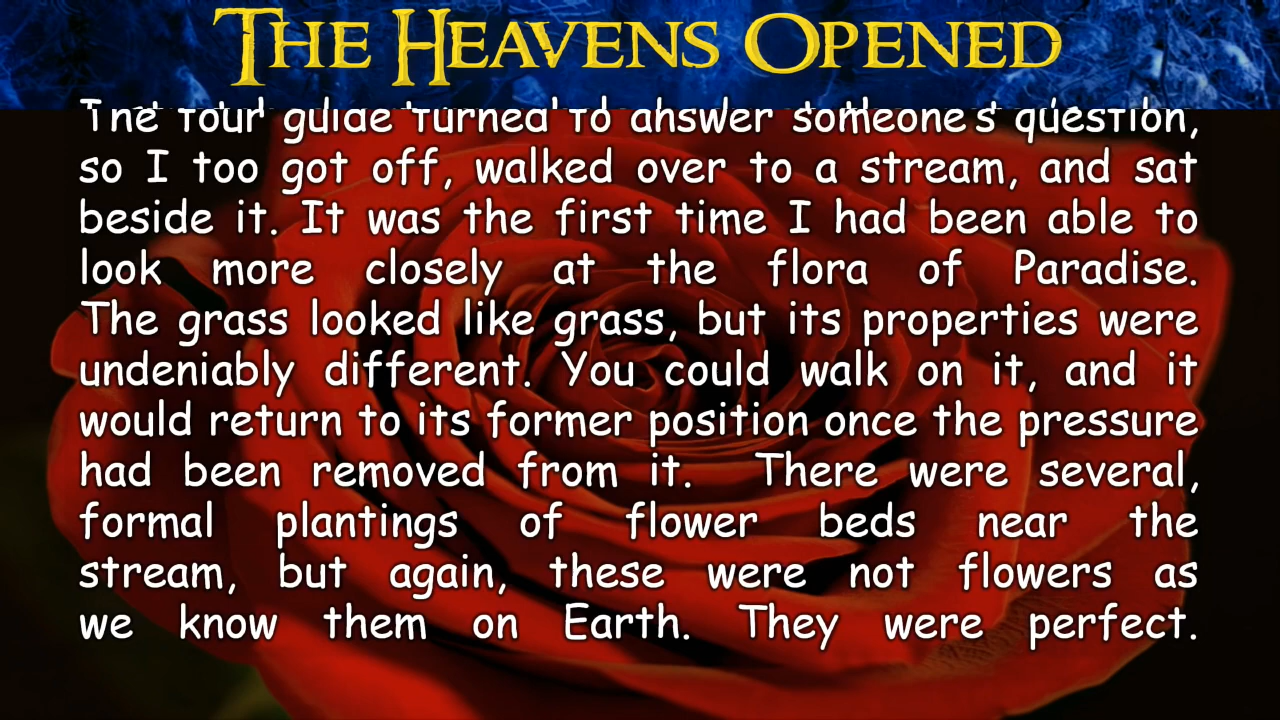 THE HEAVENS OPENED
The tour guide turned to answer someone's question,
so I too got off, walked over to a stream, and sat
beside it. It was the first time I had been able to
look more closely at the flora of Paradise.
The grass looked like grass, but its properties were
undeniably different. You could walk on it, and it
would return to its former position once the pressure
had been removed from it. There were several,
formal plantings of flower beds near the
stream, but again, these were not flowers as
we know them on Earth. They were perfect.